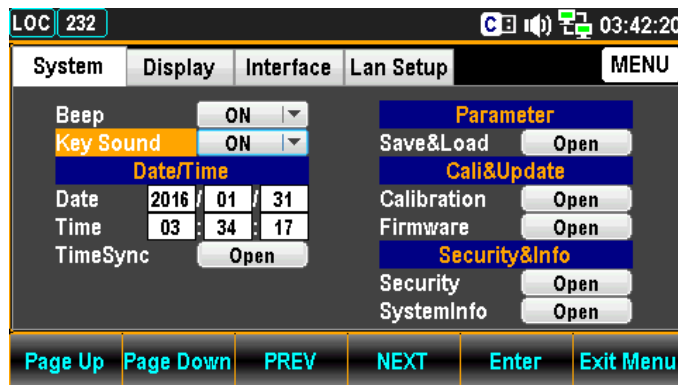 LOC 232 C 03:42:20
System Display Interface Lan Setup MENU
Beep ON
Key Sound ON
Date/Time
Date 2016 / 01 / 31
Time 03 : 34 : 17
TimeSync Open
Parameter
Save&Load Open
Cali&Update
Calibration Open
Firmware Open
Security&Info
Security Open
SystemInfo Open
Page Up Page Down PREV NEXT Enter Exit Menu